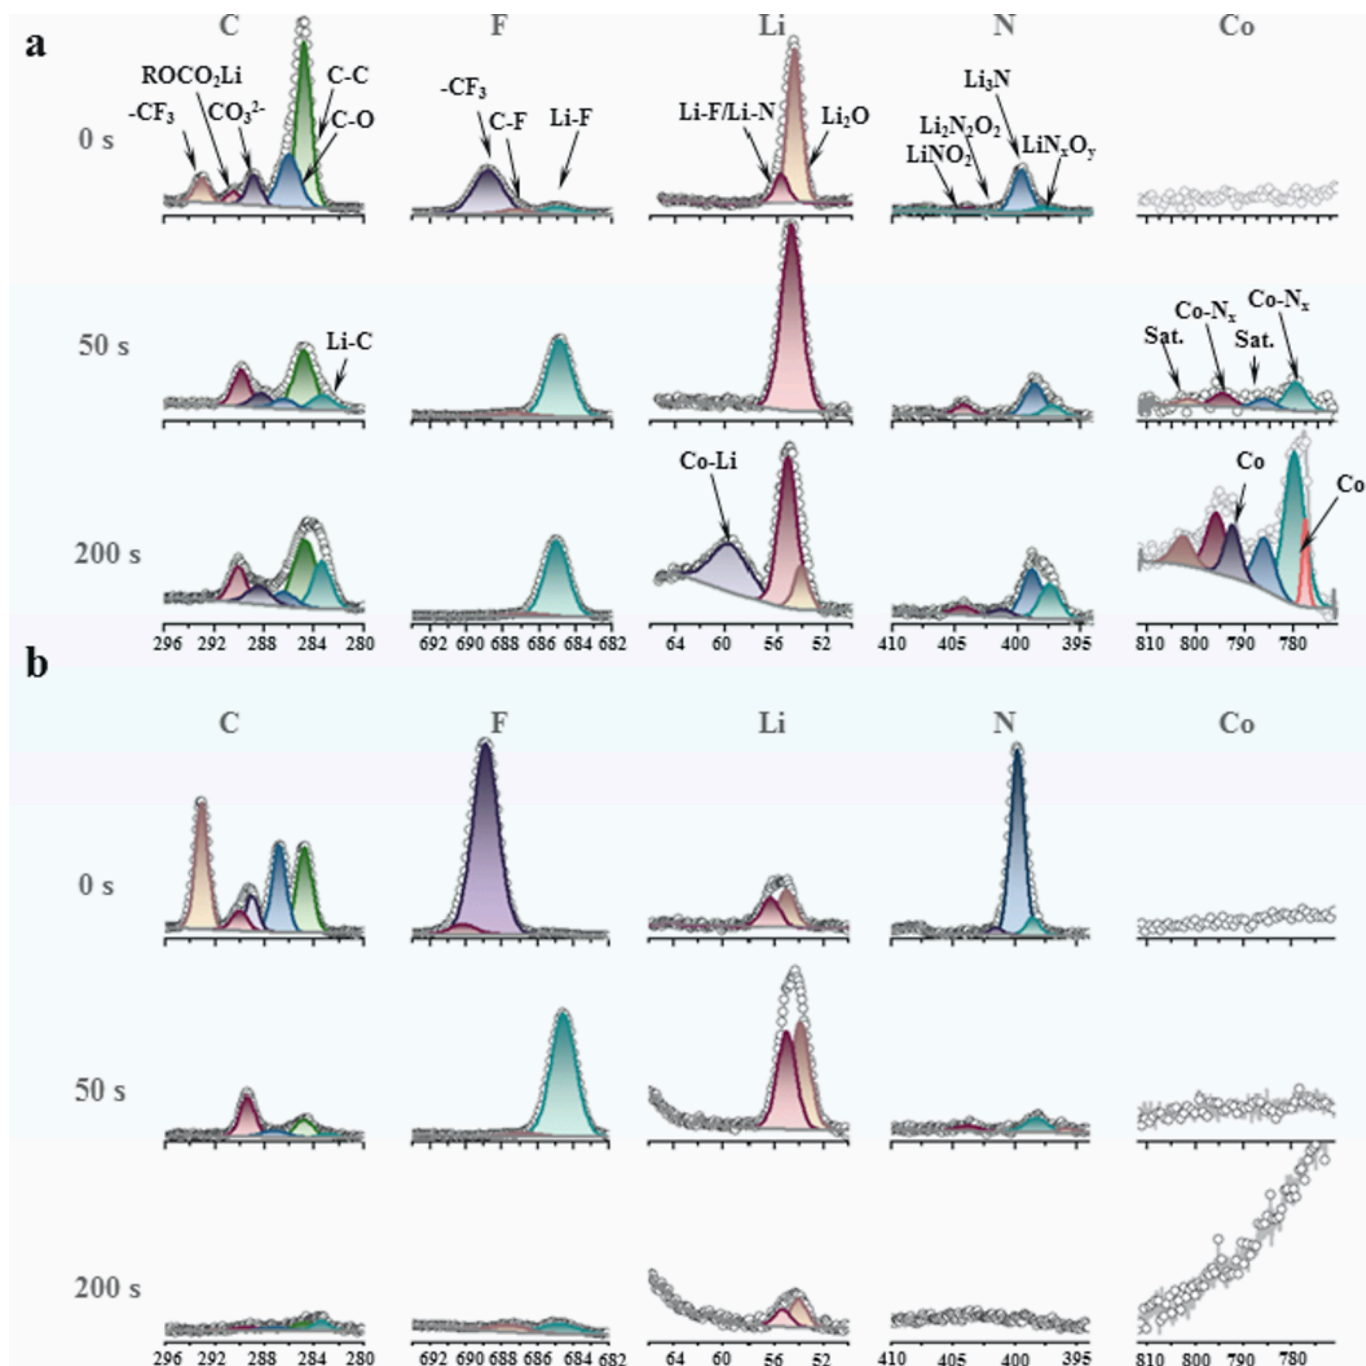 a
C F Li N Co
0 s
-CF₃ ROCO₂Li CO₃²⁻ C-C C-O
-CF₃ C-F Li-F
Li-F/Li-N Li₂O
LiNO₂ Li₂N₂O₂ Li₃N LiNₓOᵧ
50 s
Li-C
Sat. Co-Nₓ Sat. Co-Nₓ
200 s
Co-Li
Co Co
296 292 288 284 280 692 690 688 686 684 682 64 60 56 52 410 405 400 395 810 800 790 780
b
C F Li N Co
0 s
50 s
200 s
296 292 288 284 280 692 690 688 686 684 682 64 60 56 52 410 405 400 395 810 800 790 780